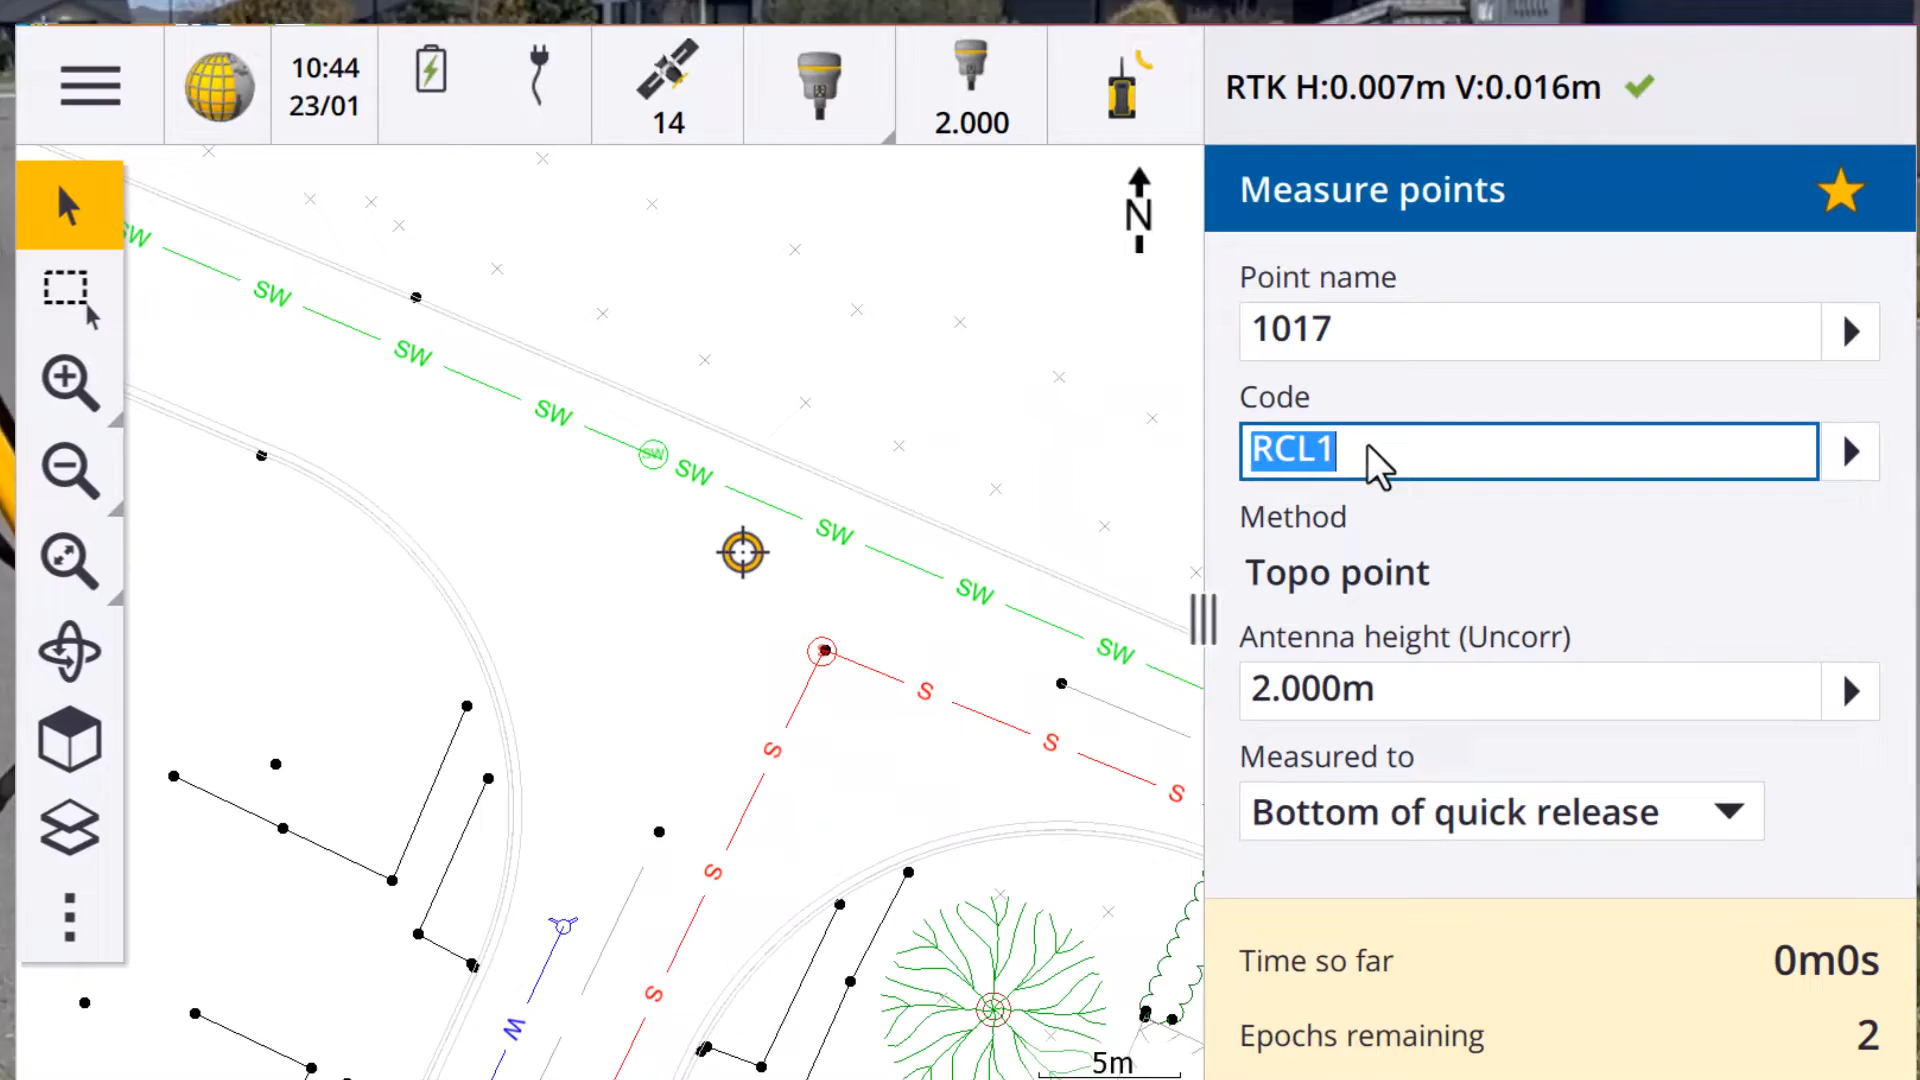 10:44
23/01
14
2.000
RTK H:0.007m V:0.016m
Measure points
Point name
1017
Code
RCL1
Method
Topo point
Antenna height (Uncorr)
2.000m
Measured to
Bottom of quick release
Time so far
0m0s
Epochs remaining
2
N
SW
SW
SW
SW
SW
SW
SW
SW
SW
S
S
S
S
S
S
W
5m